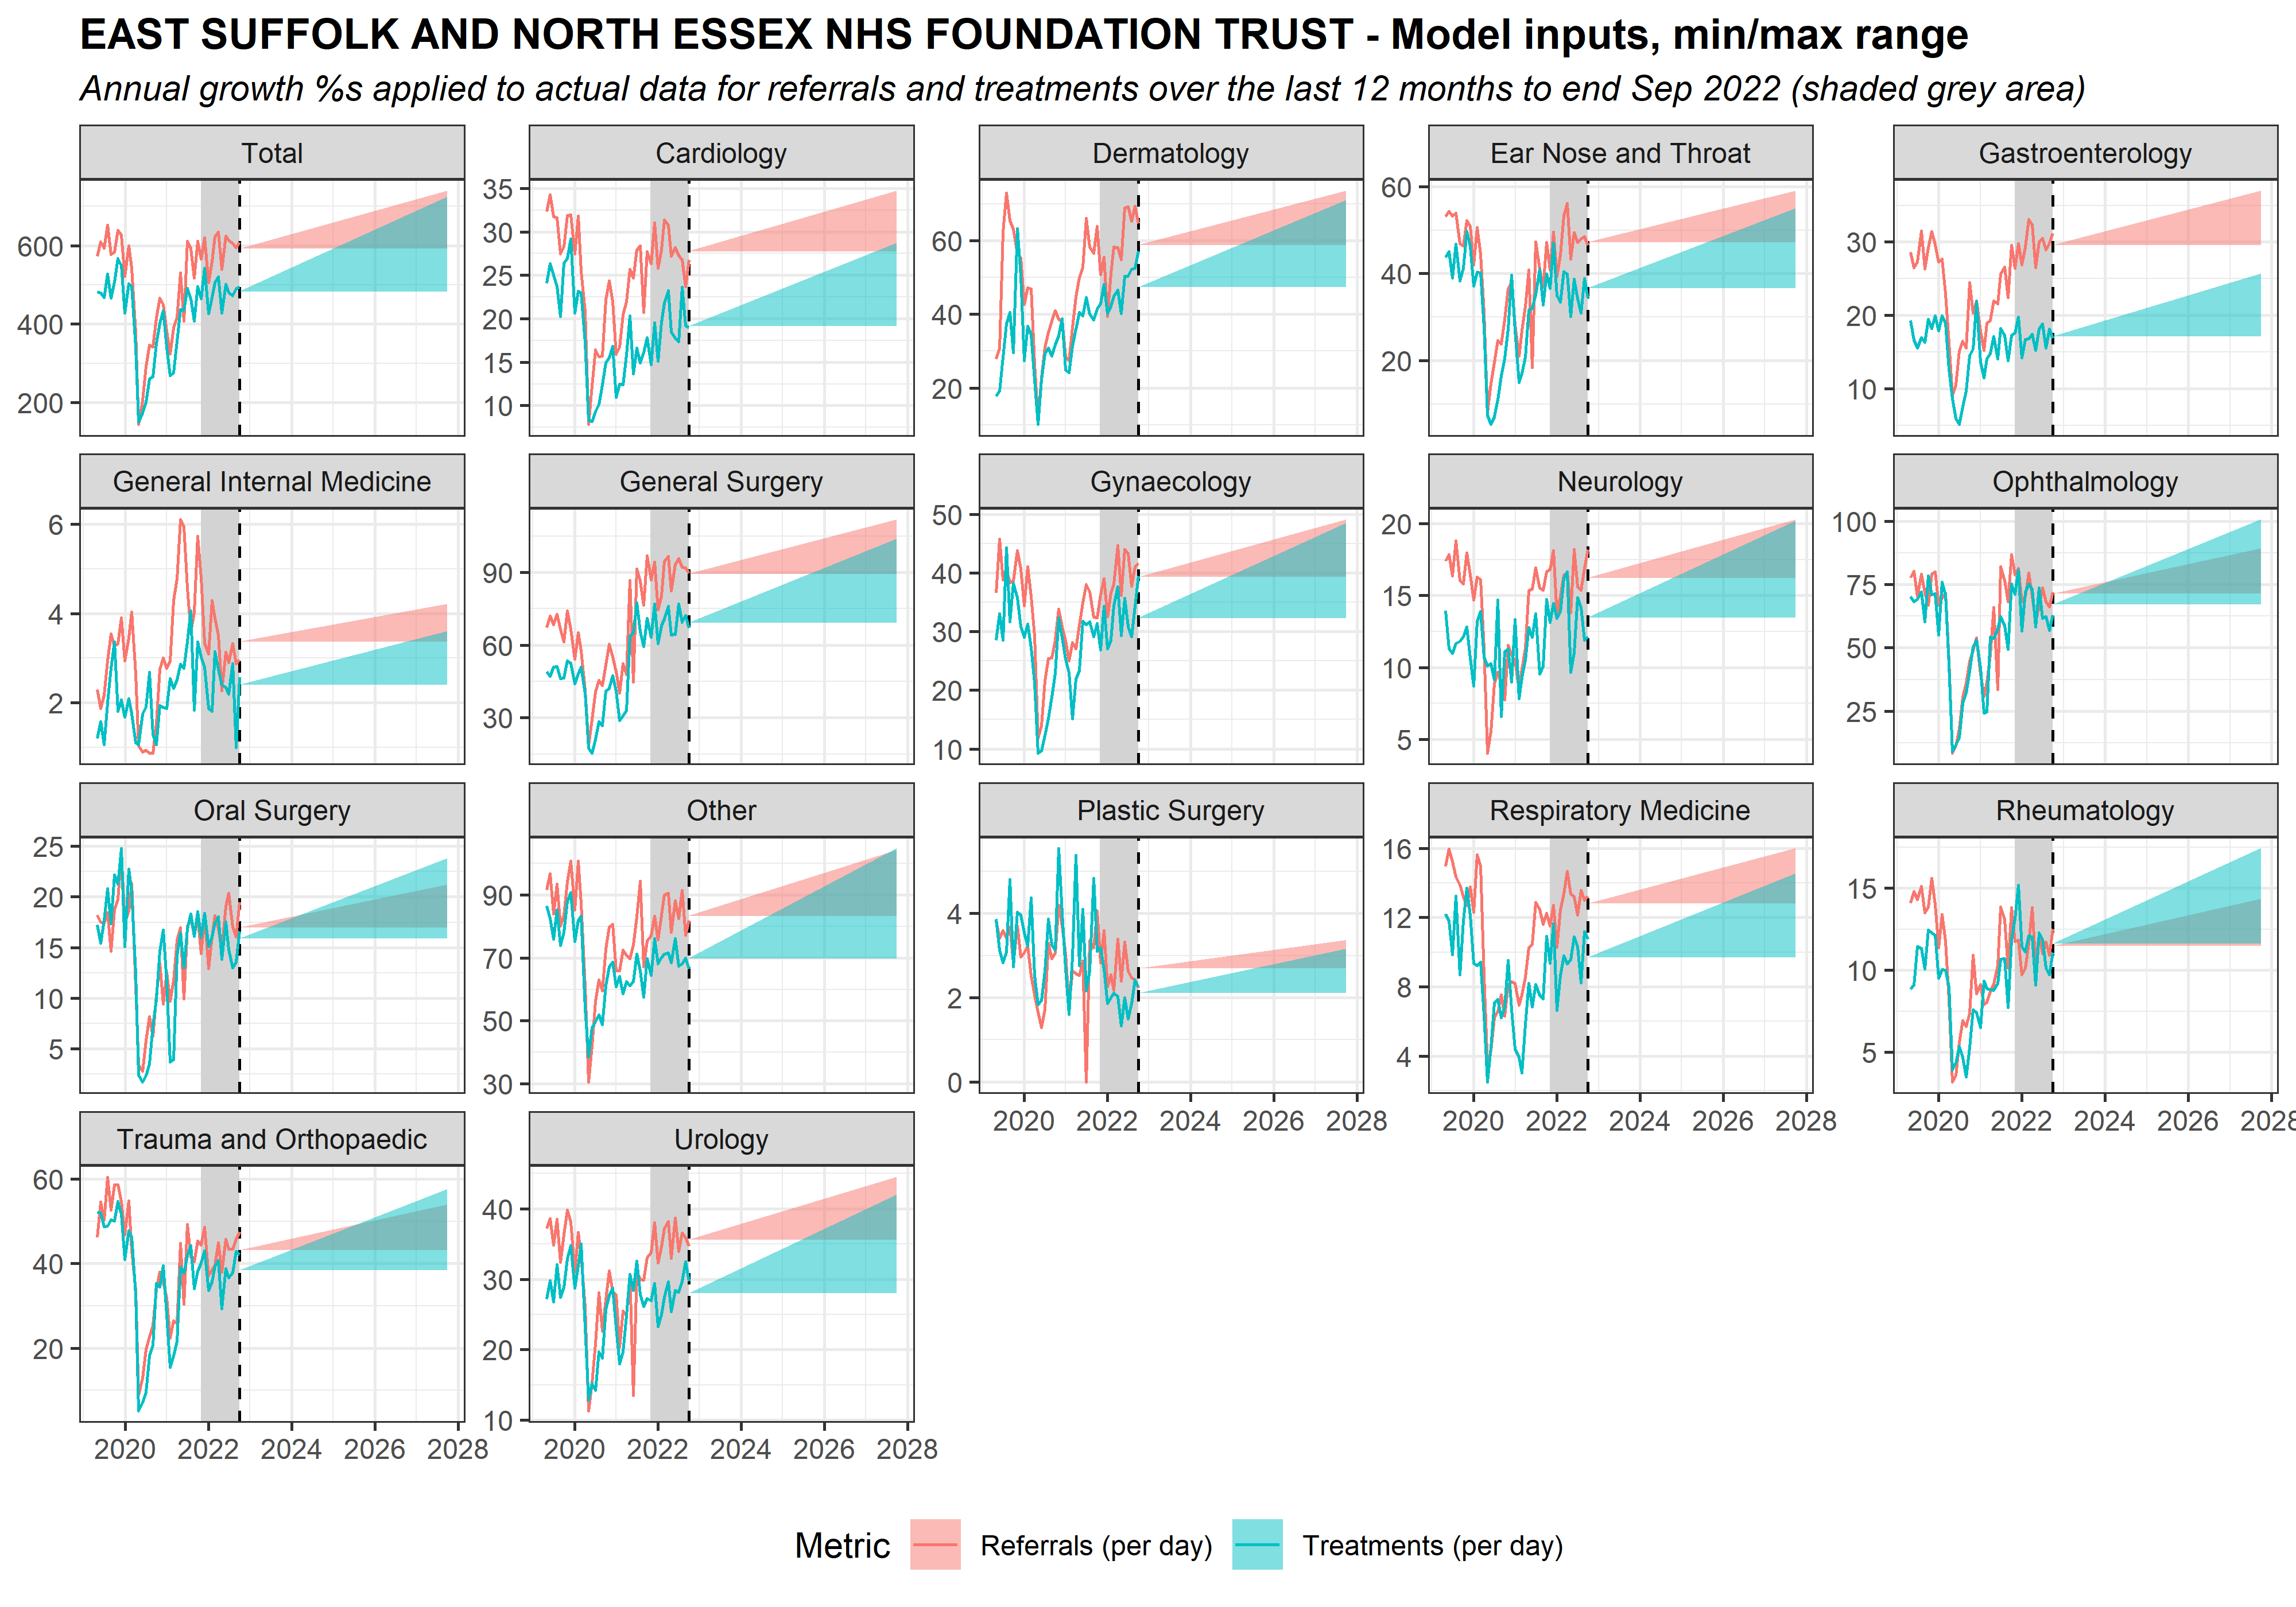 EAST SUFFOLK AND NORTH ESSEX NHS FOUNDATION TRUST - Model inputs, min/max range
Annual growth %s applied to actual data for referrals and treatments over the last 12 months to end Sep 2022 (shaded grey area)
Total
600
400
200
Cardiology
35
30
25
20
15
10
Dermatology
60
40
20
Ear Nose and Throat
60
40
20
Gastroenterology
30
20
10
General Internal Medicine
6
4
2
General Surgery
90
60
30
Gynaecology
50
40
30
20
10
Neurology
20
15
10
5
Ophthalmology
100
75
50
25
Oral Surgery
25
20
15
10
5
Other
90
70
50
30
Plastic Surgery
4
2
0
2020 2022 2024 2026 2028
Respiratory Medicine
16
12
8
4
2020 2022 2024 2026 2028
Rheumatology
15
10
5
2020 2022 2024 2026 2028
Trauma and Orthopaedic
60
40
20
2020 2022 2024 2026 2028
Urology
40
30
20
10
2020 2022 2024 2026 2028
Metric Referrals (per day) Treatments (per day)